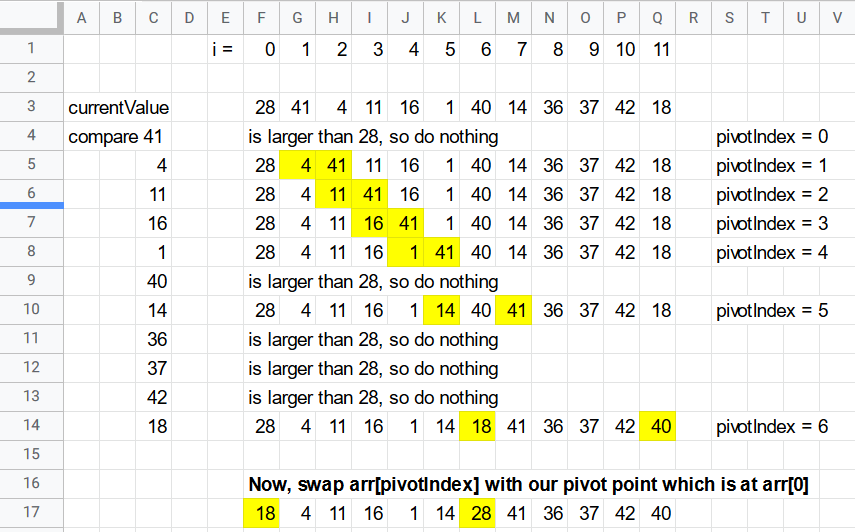 A B C D E F G H I J K L M N O P Q R S T U V
1 i = 0 1 2 3 4 5 6 7 8 9 10 11
2
3 currentValue 28 41 4 11 16 1 40 14 36 37 42 18
4 compare 41 is larger than 28, so do nothing pivotIndex = 0
5 4 28 4 41 11 16 1 40 14 36 37 42 18 pivotIndex = 1
6 11 28 4 11 41 16 1 40 14 36 37 42 18 pivotIndex = 2
7 16 28 4 11 16 41 1 40 14 36 37 42 18 pivotIndex = 3
8 1 28 4 11 16 1 41 40 14 36 37 42 18 pivotIndex = 4
9 40 is larger than 28, so do nothing
10 14 28 4 11 16 1 14 40 41 36 37 42 18 pivotIndex = 5
11 36 is larger than 28, so do nothing
12 37 is larger than 28, so do nothing
13 42 is larger than 28, so do nothing
14 18 28 4 11 16 1 14 18 41 36 37 42 40 pivotIndex = 6
15
16 Now, swap arr[pivotIndex] with our pivot point which is at arr[0]
17 18 4 11 16 1 14 28 41 36 37 42 40